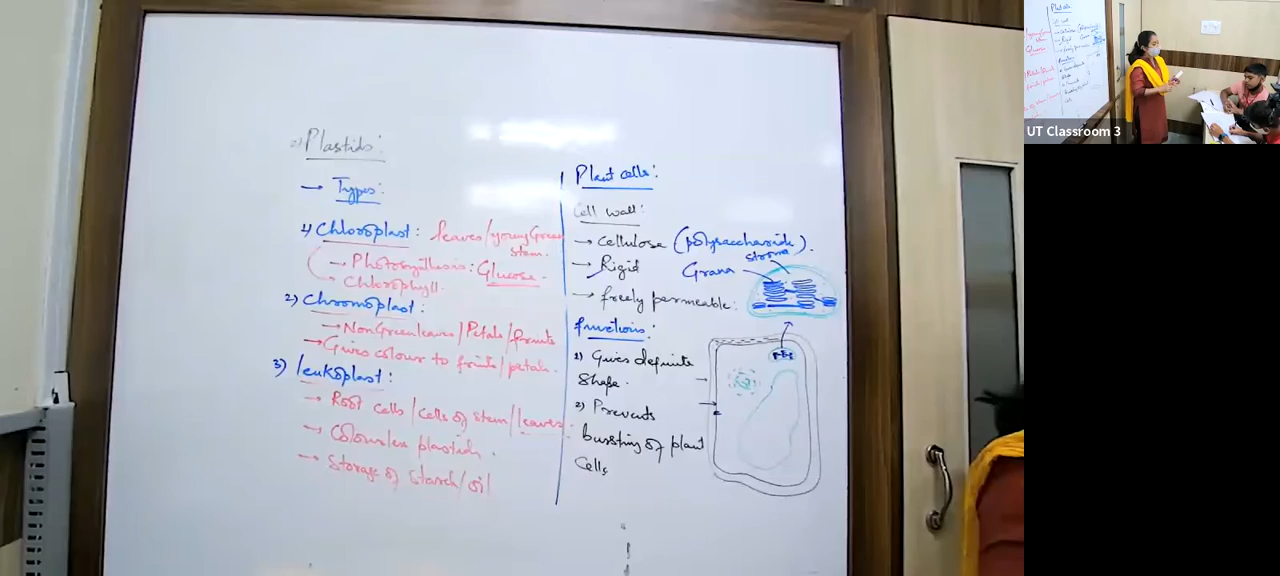 2) Plastids:
→ Types:
1) Chloroplast: leaves/young Green stem.
→ Photosynthesis: Glucose.
→ Chlorophyll.
2) Chromoplast:
→ Non Green leaves/Petals/fruits
→ Gives colour to fruits/petals.
3) leukoplast:
→ Root cells/cells of stem/leaves.
→ Colourless plastids.
→ Storage of starch/oil
Plant cells:
Cell wall:
→ Cellulose (polysaccharide).
→ Rigid
→ freely permeable:
functions:
1) Gives definite
shape.
2) Prevents
bursting of plant
cells
stroma
Grana
UT Classroom 3